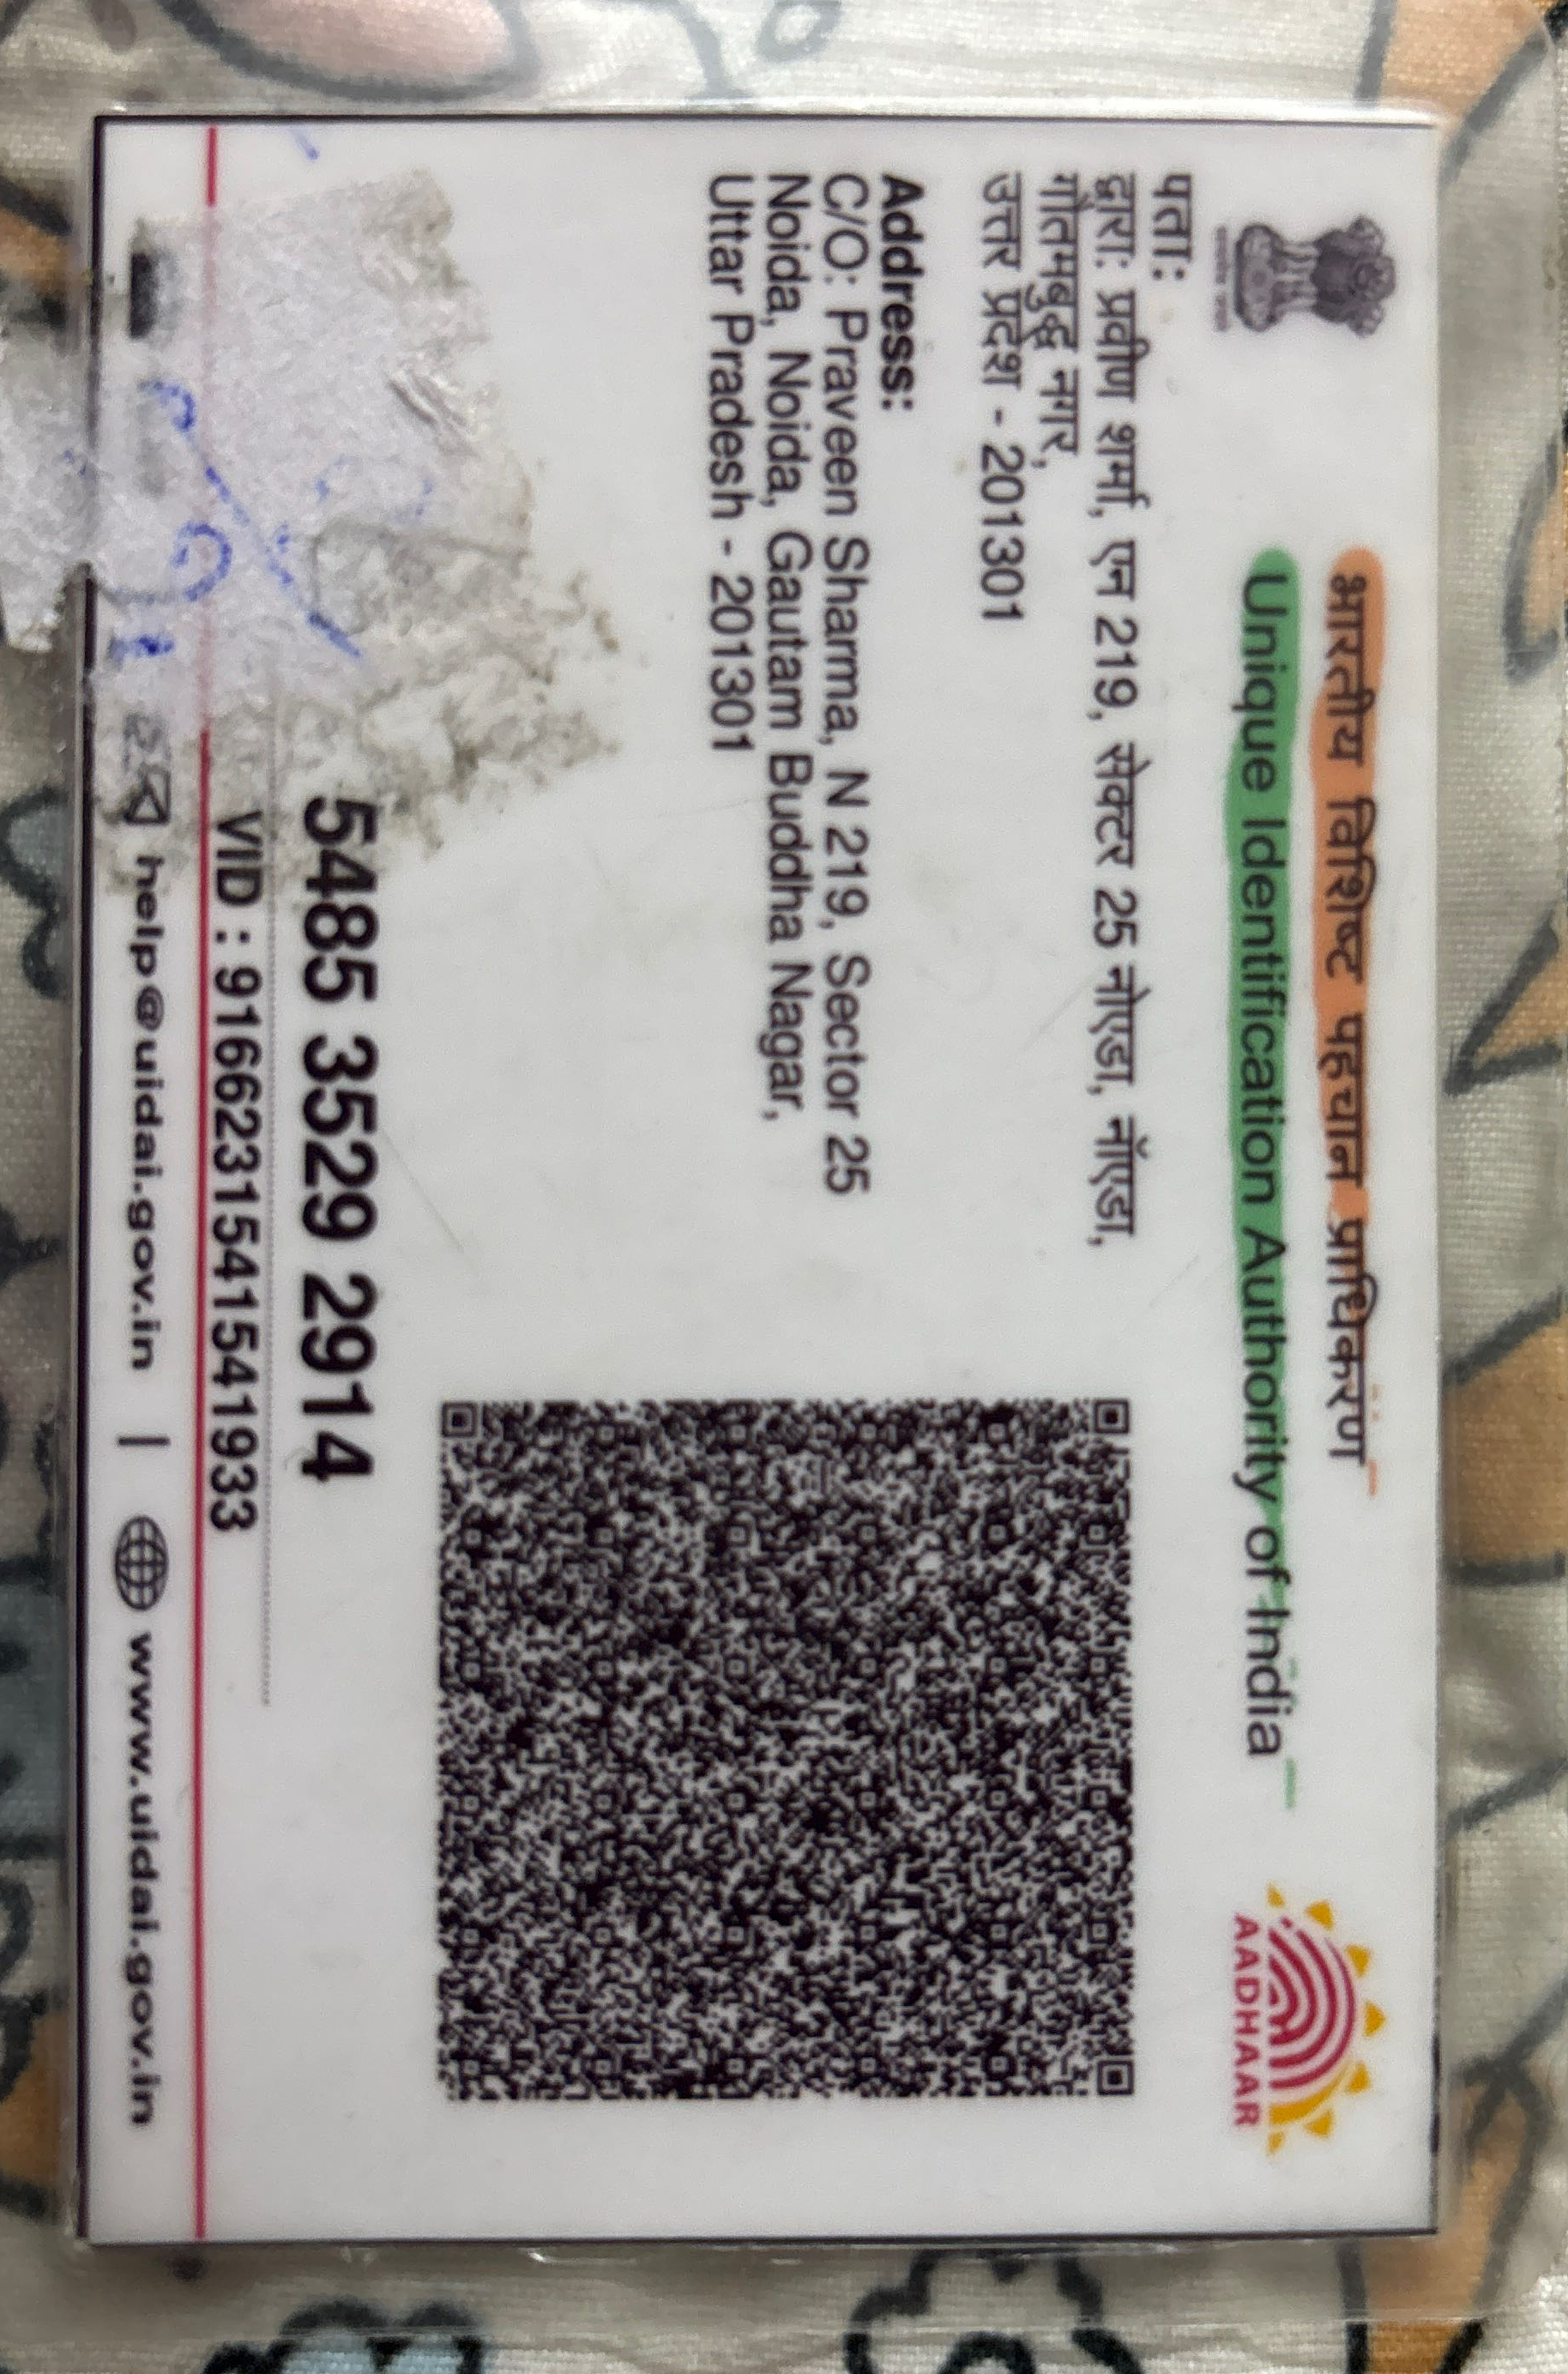 भारतीय विशिष्ट पहचान प्राधिकरण
Unique Identification Authority of India
AADHAAR
पता:
द्वारा: प्रवीण शर्मा, एन 219, सेक्टर 25 नोएडा, नॉएडा,
गौतमबुद्ध नगर,
उत्तर प्रदेश - 201301
Address:
C/O: Praveen Sharma, N 219, Sector 25
Noida, Noida, Gautam Buddha Nagar,
Uttar Pradesh - 201301
5485 3529 2914
VID : 9166231541541933
help@uidai.gov.in | www.uidai.gov.in